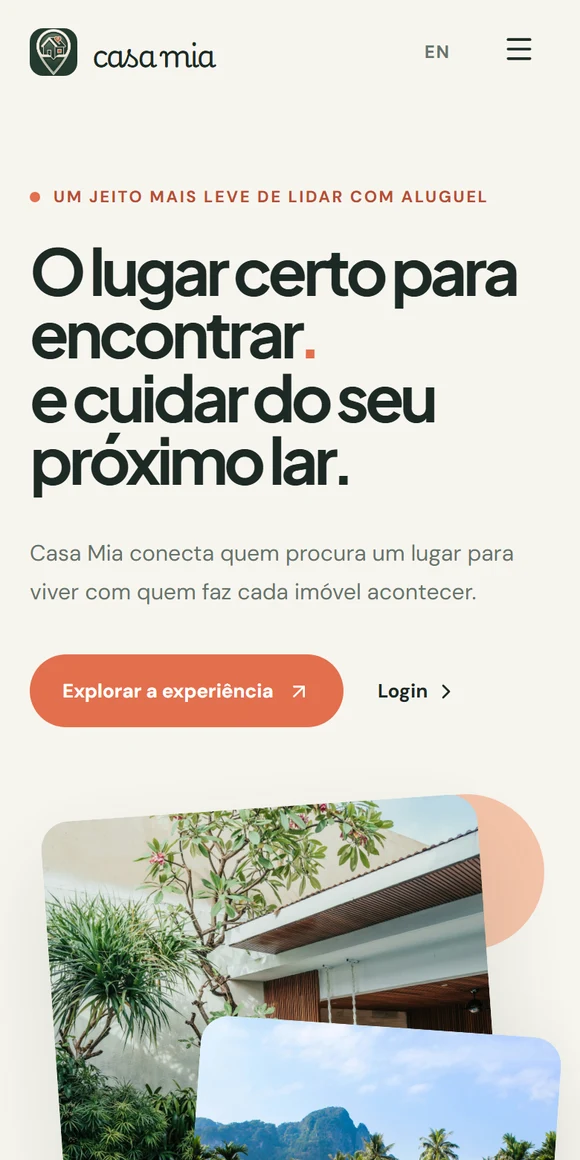 casa mia
EN
UM JEITO MAIS LEVE DE LIDAR COM ALUGUEL
O lugar certo para
encontrar.
e cuidar do seu
próximo lar.
Casa Mia conecta quem procura um lugar para
viver com quem faz cada imóvel acontecer.
Explorar a experiência
Login